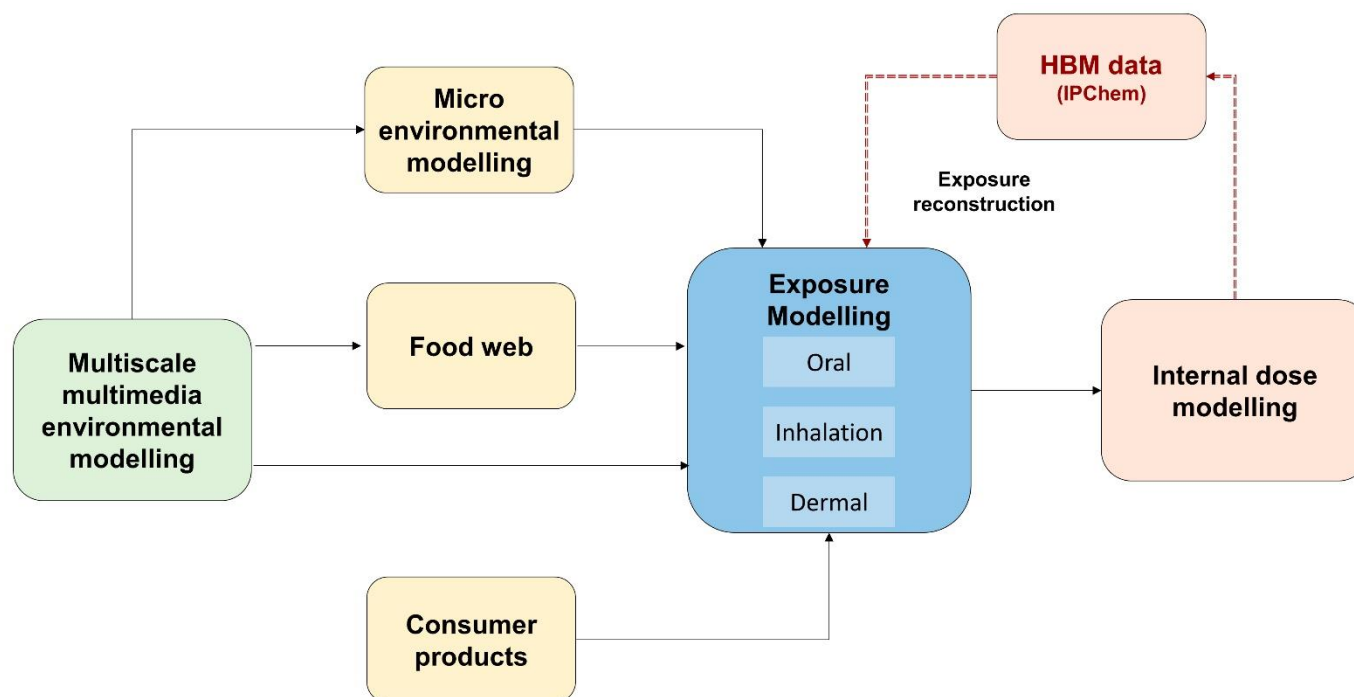 HBM data
(IPChem)
Micro
environmental
modelling
Exposure
reconstruction
Exposure
Modelling
Oral
Inhalation
Dermal
Food web
Multiscale
multimedia
environmental
modelling
Internal dose
modelling
Consumer
products